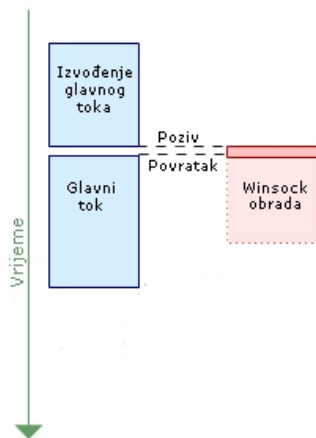 Izvođenje
glavnog
toka
Poziv
Povratak
Glavni
tok
Winsock
obrada
Vrijeme